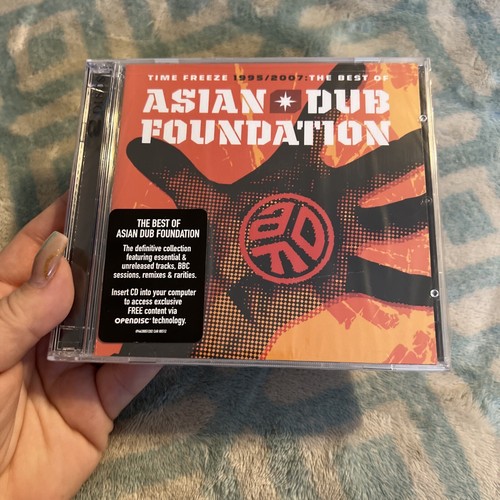 TIME FREEZE 1995/2007: THE BEST OF
ASIAN DUB
FOUNDATION
THE BEST OF
ASIAN DUB FOUNDATION
The definitive collection
featuring essential &
unreleased tracks, BBC
sessions, remixes & rarities.
Insert CD into your computer
to access exclusive
FREE content via
OPENDISC™ technology.